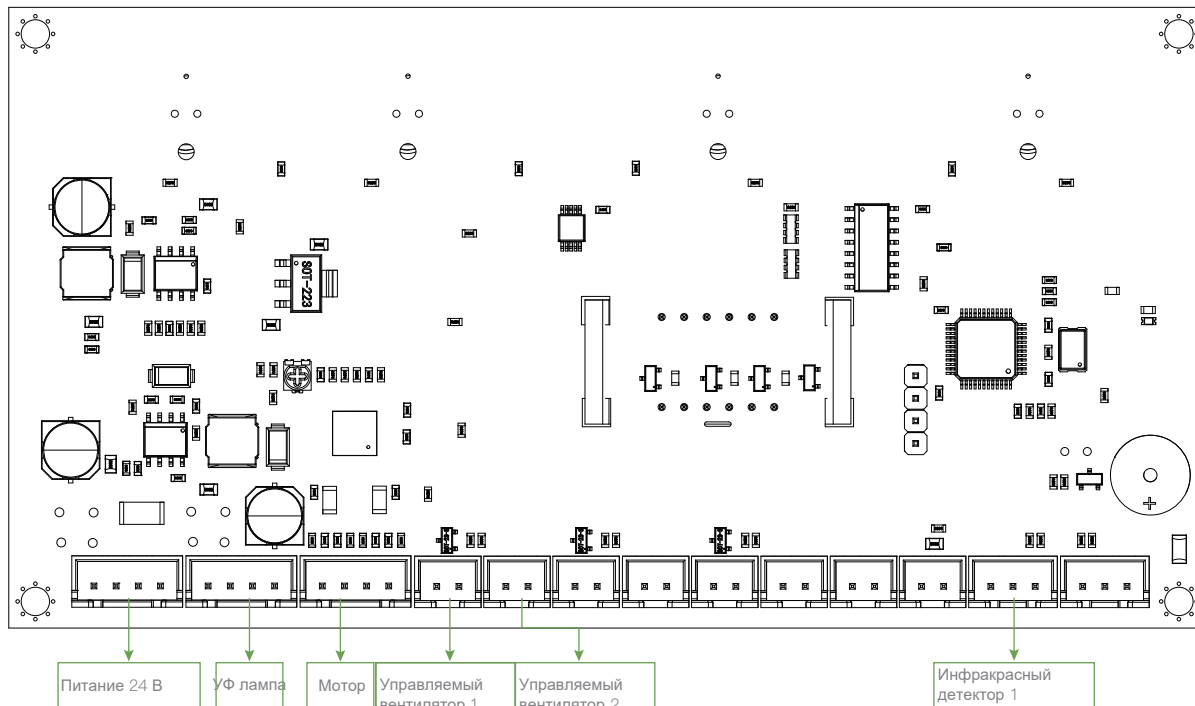 SOT-223
Питание 24 В
УФ лампа
Мотор
Управляемый
вентилятор 1
Управляемый
вентилятор 2
Инфракрасный
детектор 1